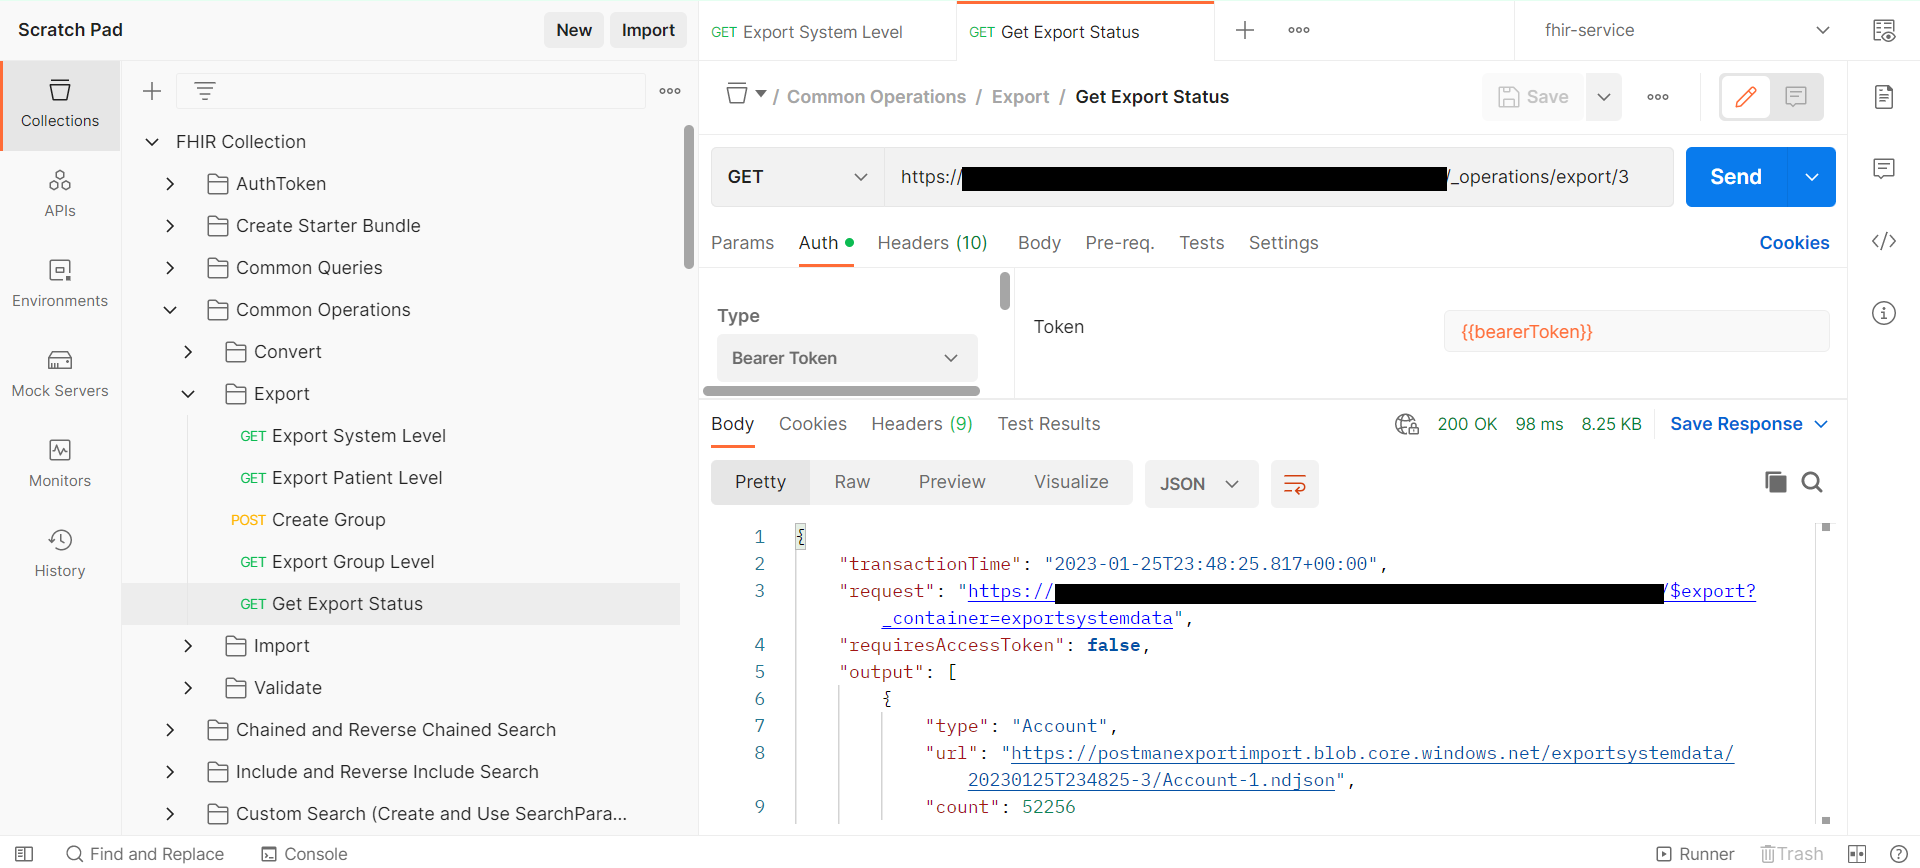 Scratch Pad
New
Import
GET Export System Level
GET Get Export Status
fhir-service
Collections
APIs
Environments
Mock Servers
Monitors
History
FHIR Collection
AuthToken
Create Starter Bundle
Common Queries
Common Operations
Convert
Export
GET Export System Level
GET Export Patient Level
POST Create Group
GET Export Group Level
GET Get Export Status
Import
Validate
Chained and Reverse Chained Search
Include and Reverse Include Search
Custom Search (Create and Use SearchPara...
/ Common Operations / Export / Get Export Status
Save
GET
https:// /_operations/export/3
Send
Params Auth Headers (10) Body Pre-req. Tests Settings
Cookies
Type
Bearer Token
Token
{{bearerToken}}
Body Cookies Headers (9) Test Results
200 OK 98 ms 8.25 KB
Save Response
Pretty Raw Preview Visualize
JSON
1 {
2 "transactionTime": "2023-01-25T23:48:25.817+00:00",
3 "request": "https:// /$export?
_container=exportsystemdata",
4 "requiresAccessToken": false,
5 "output": [
6 {
7 "type": "Account",
8 "url": "https://postmanexportimport.blob.core.windows.net/exportsystemdata/
20230125T234825-3/Account-1.ndjson",
9 "count": 52256
Find and Replace
Console
Runner
Trash